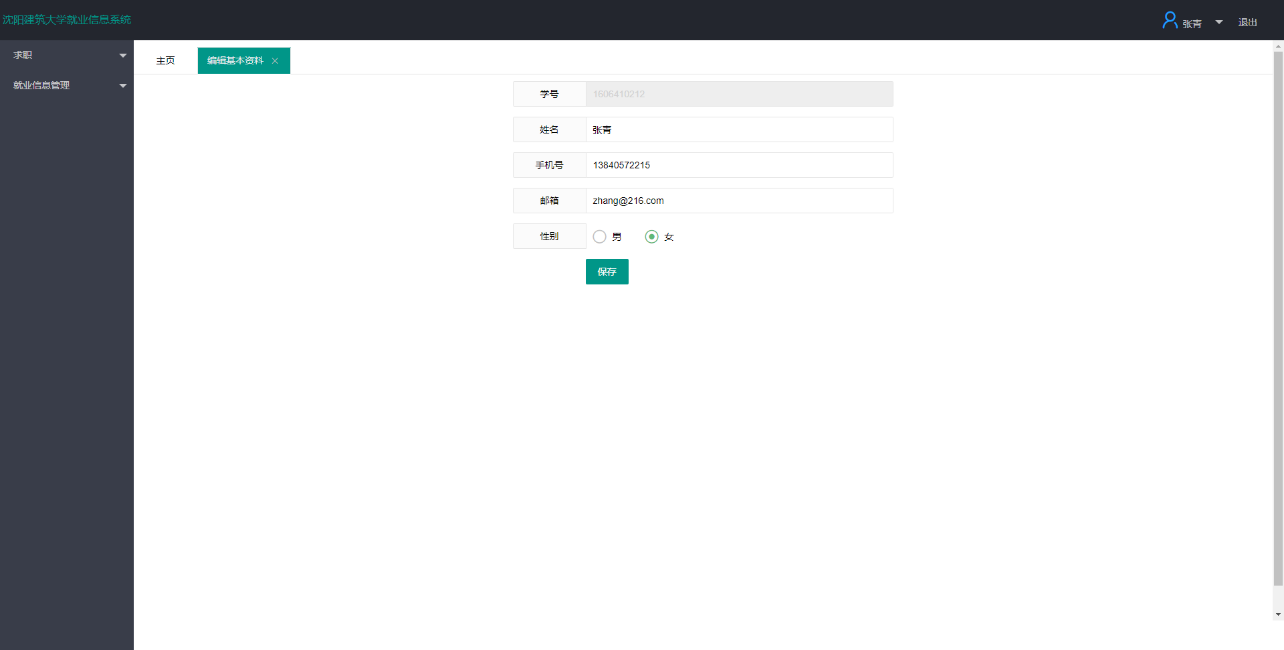 沈阳建筑大学就业信息系统
张青
退出
求职
就业信息管理
主页
编辑基本资料
学号
1506410212
姓名
张青
手机号
13840572215
邮箱
zhang@216.com
性别
男
女
保存